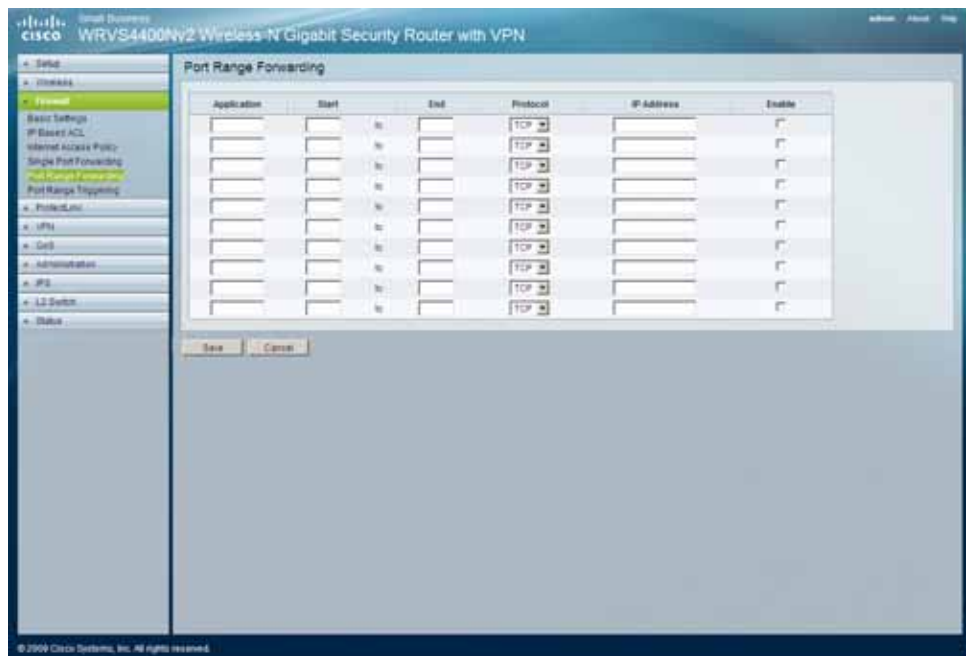 Small Business
cisco WRVS4400Nv2 Wireless-N Gigabit Security Router with VPN
admin About Help
Setup
Wireless
Firewall
Basic Settings
IP Based ACL
Internet Access Policy
Single Port Forwarding
Port Range Forwarding
Port Range Triggering
ProtectLink
VPN
QoS
Administration
IPS
L2 Switch
Status
Port Range Forwarding
Application Start End Protocol IP Address Enable
to TCP
to TCP
to TCP
to TCP
to TCP
to TCP
to TCP
to TCP
to TCP
to TCP
Save Cancel
© 2009 Cisco Systems, Inc. All rights reserved.